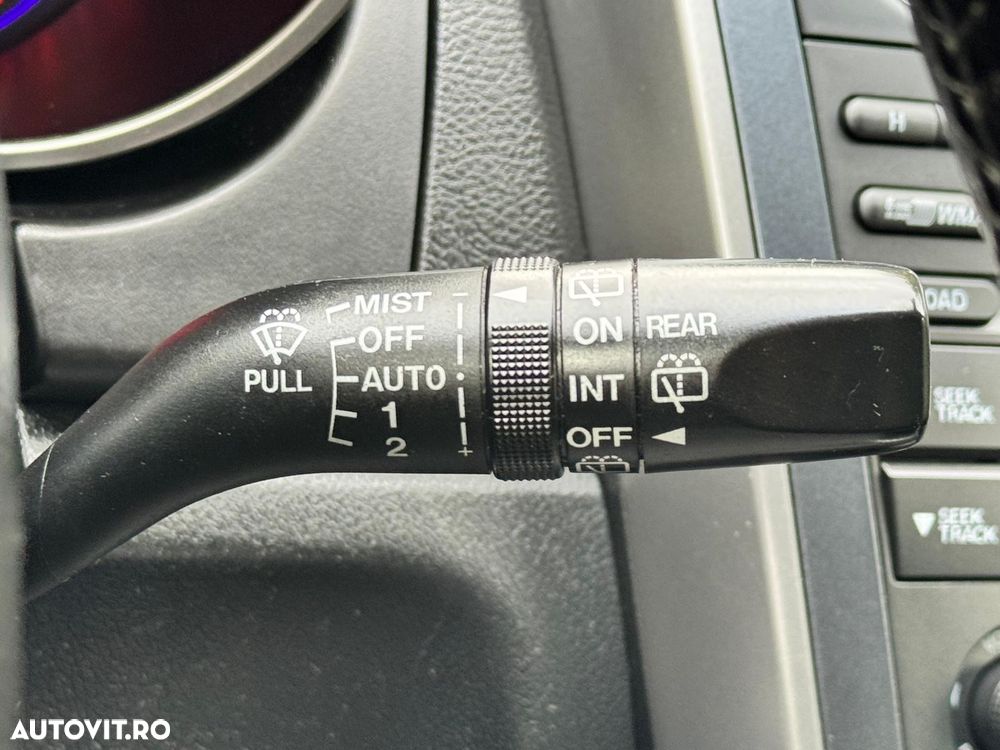 MIST
OFF
AUTO
1
2
PULL
ON
INT
OFF
REAR
H
SEEK
TRACK
SEEK
TRACK
AUTOVIT.RO